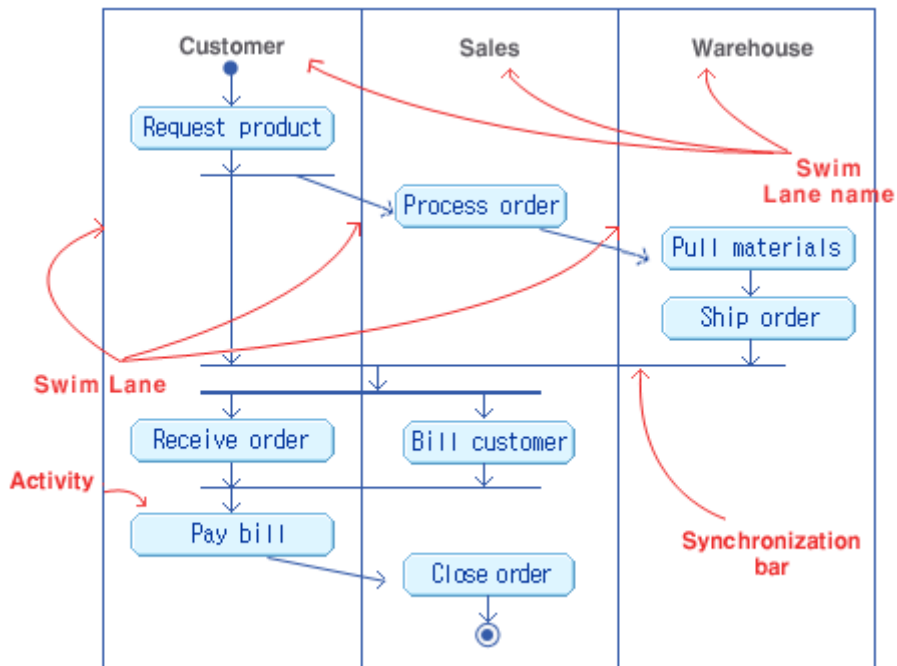 Customer
Sales
Warehouse
Request product
Swim
Lane name
Process order
Pull materials
Ship order
Swim Lane
Receive order
Bill customer
Activity
Pay bill
Synchronization
bar
Close order